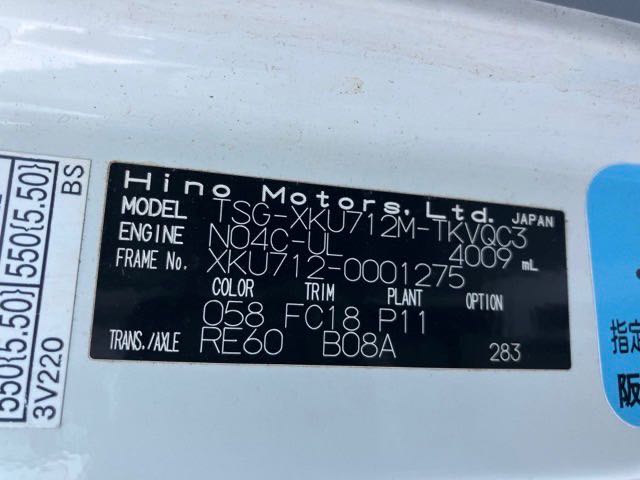 Hino Motors,Ltd. JAPAN
MODEL TSG-XKU712M-TKVQC3
ENGINE N04C-UL 4009 mL
FRAME No. XKU712-0001275
COLOR TRIM PLANT OPTION
058 FC18 P11
TRANS./AXLE RE60 B08A 283
550{5.50} 550{5.50}
3V220 BS
指定
阪